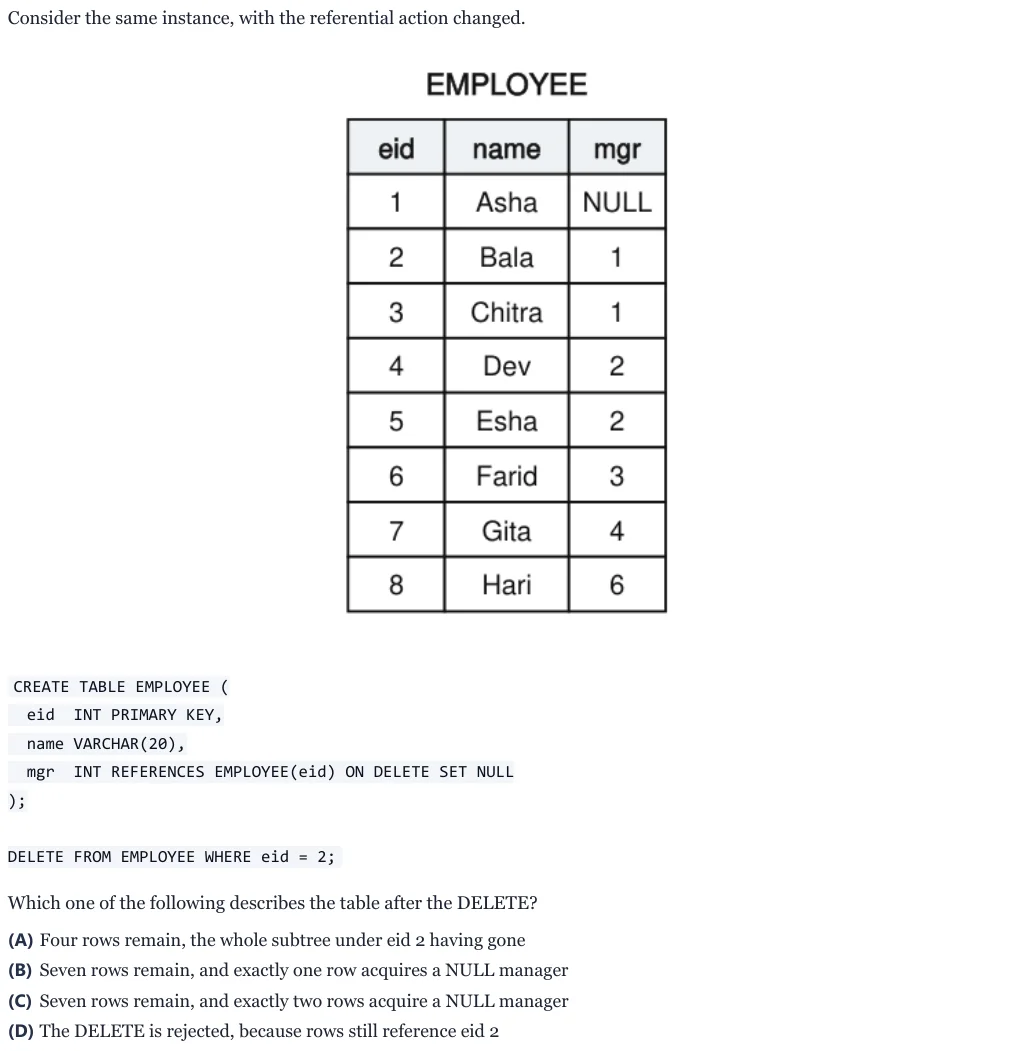 Consider the same instance, with the referential action changed.
EMPLOYEE
eid name mgr
1 Asha NULL
2 Bala 1
3 Chitra 1
4 Dev 2
5 Esha 2
6 Farid 3
7 Gita 4
8 Hari 6
CREATE TABLE EMPLOYEE (
eid INT PRIMARY KEY,
name VARCHAR(20),
mgr INT REFERENCES EMPLOYEE(eid) ON DELETE SET NULL
);
DELETE FROM EMPLOYEE WHERE eid = 2;
Which one of the following describes the table after the DELETE?
(A) Four rows remain, the whole subtree under eid 2 having gone
(B) Seven rows remain, and exactly one row acquires a NULL manager
(C) Seven rows remain, and exactly two rows acquire a NULL manager
(D) The DELETE is rejected, because rows still reference eid 2